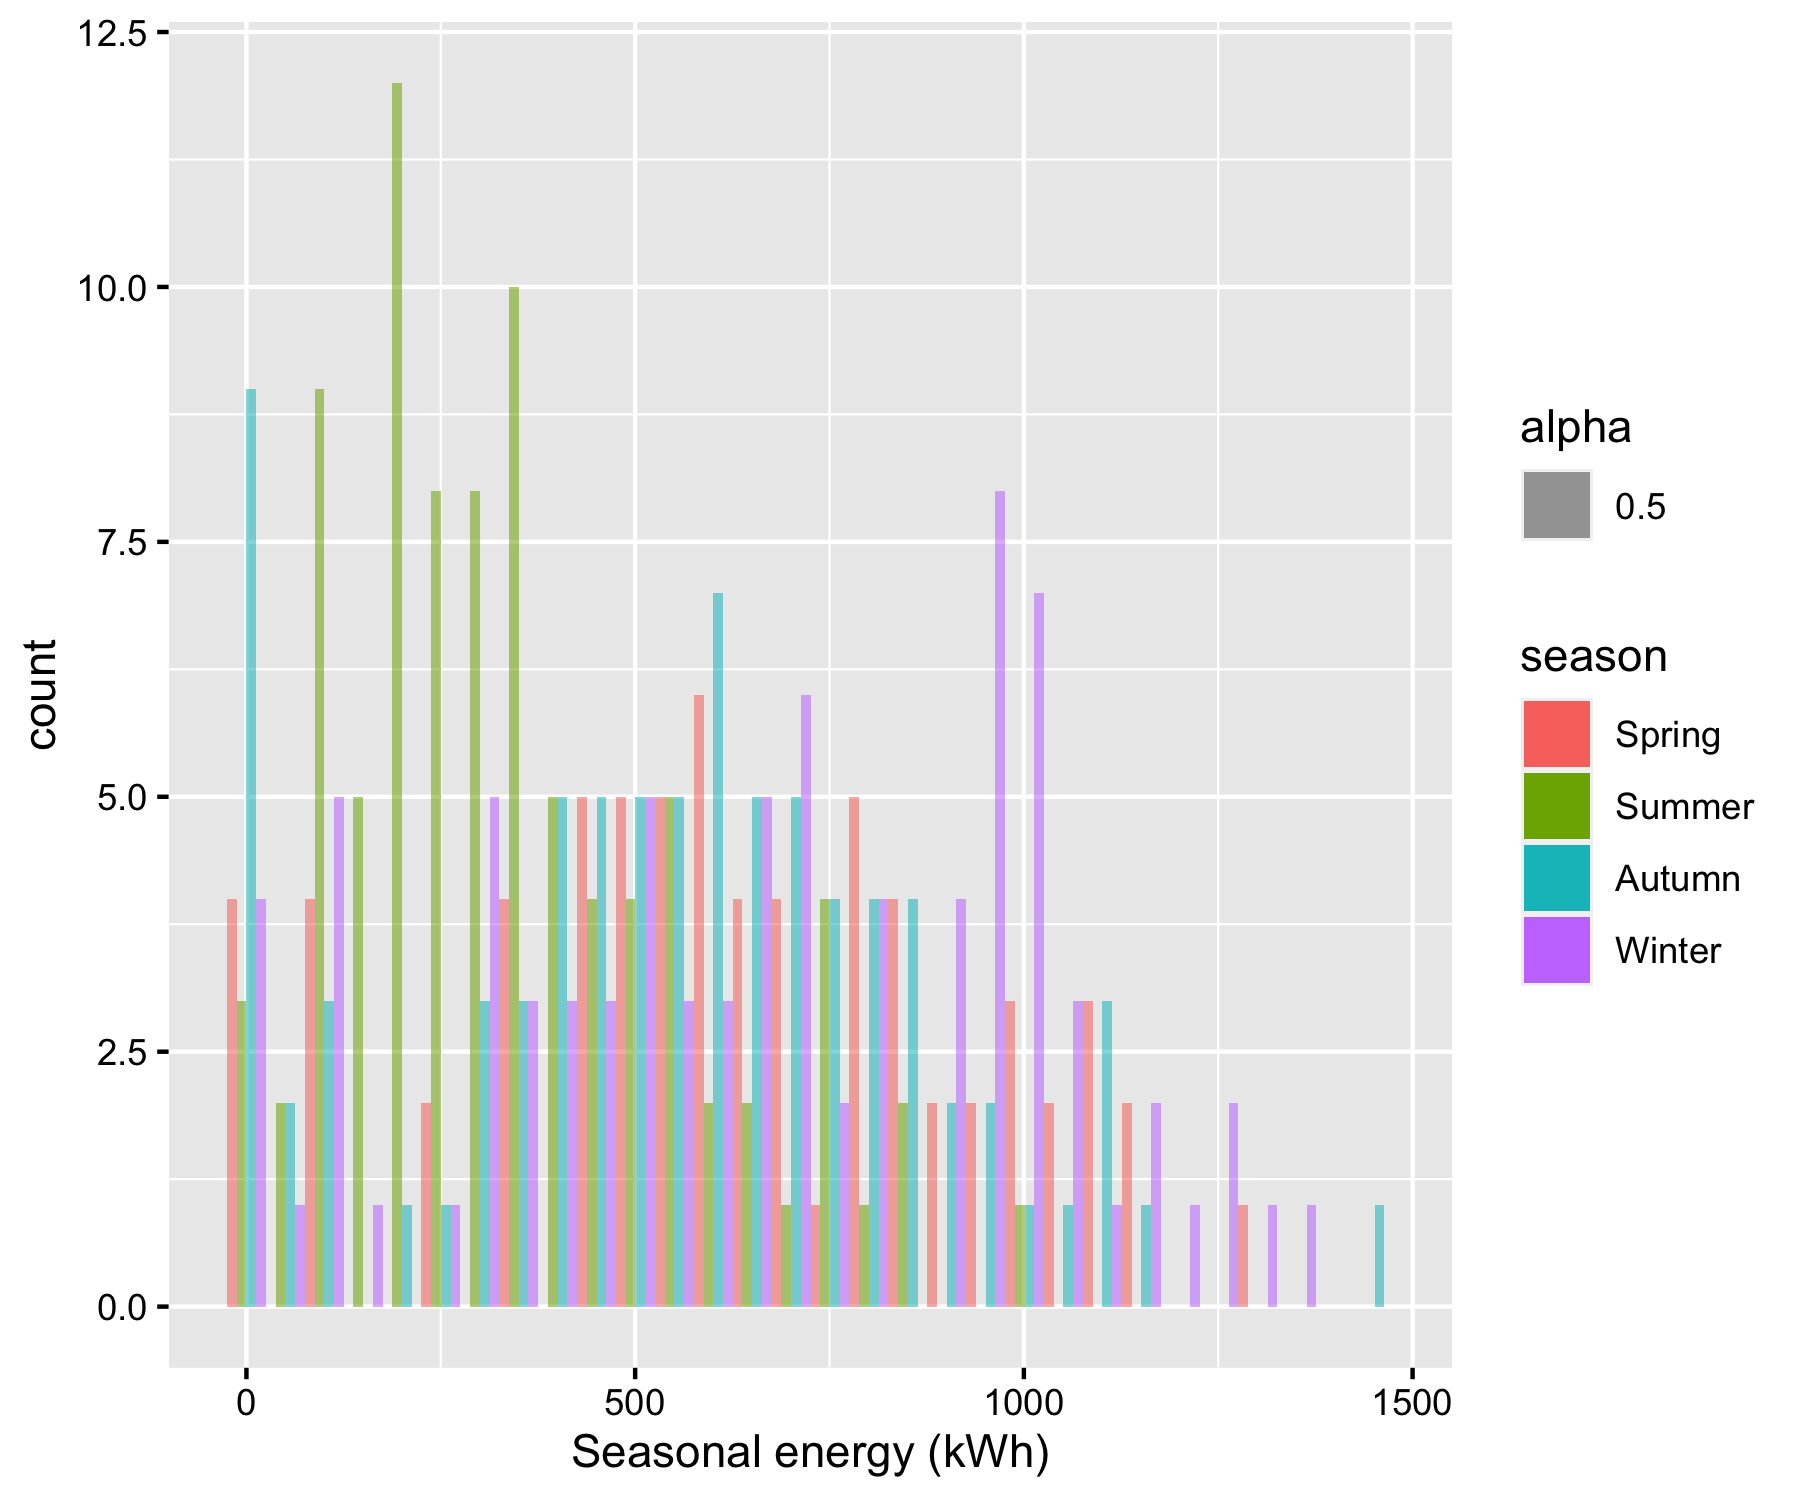 12.5
10.0
7.5
5.0
2.5
0.0
count
0
500
1000
1500
Seasonal energy (kWh)
alpha
0.5
season
Spring
Summer
Autumn
Winter